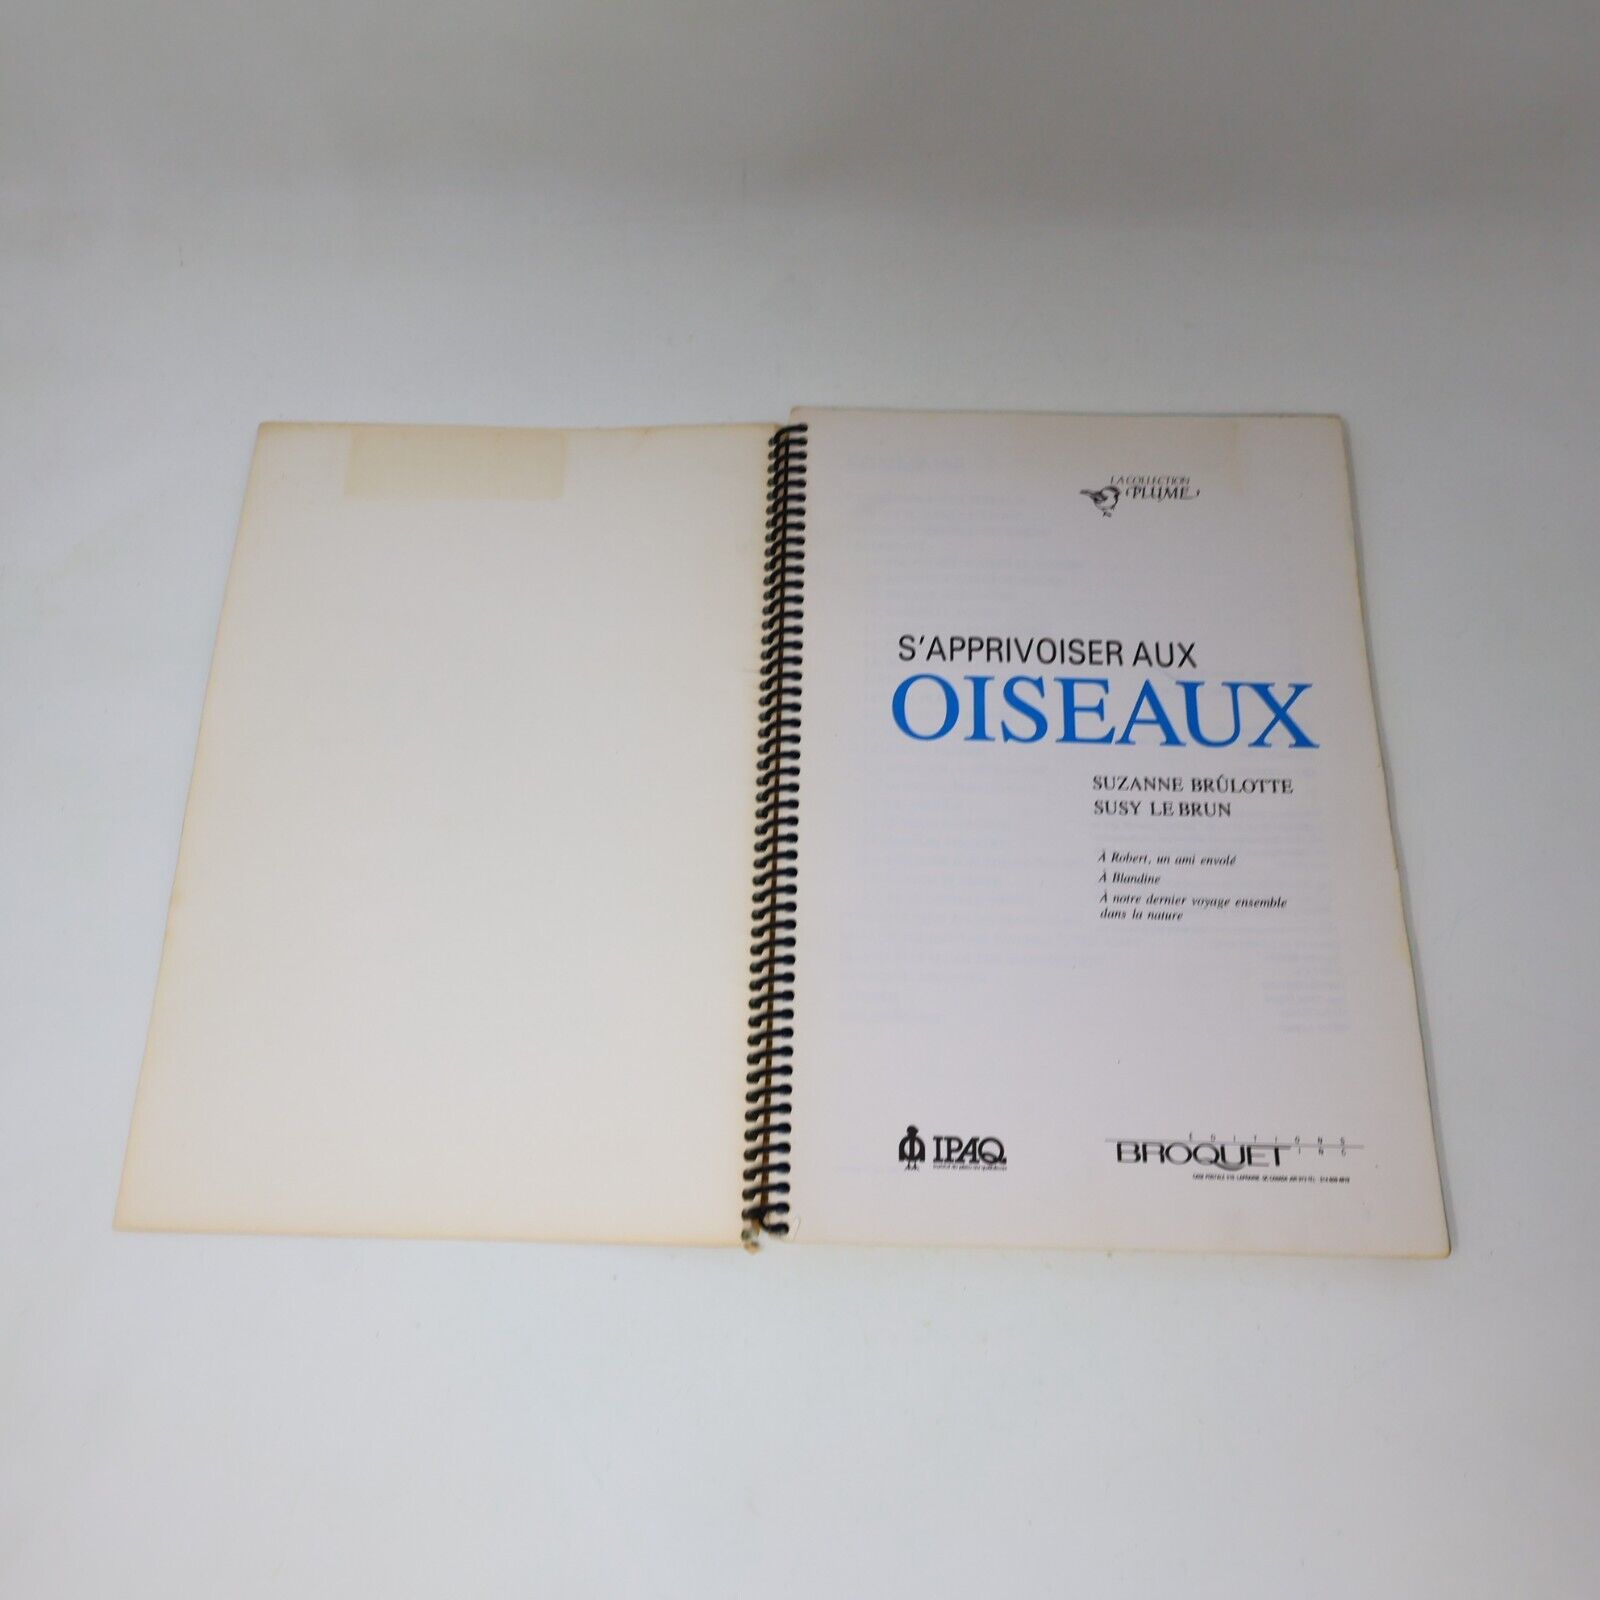 LA COLLECTION
PLUME
S'APPRIVOISER AUX
OISEAUX
SUZANNE BRÛLOTTE
SUSY LE BRUN
À Robert, un ami envolé
À Blandine
À notre dernier voyage ensemble
dans la nature
IPAQ
ÉDITIONS
BROQUET INC